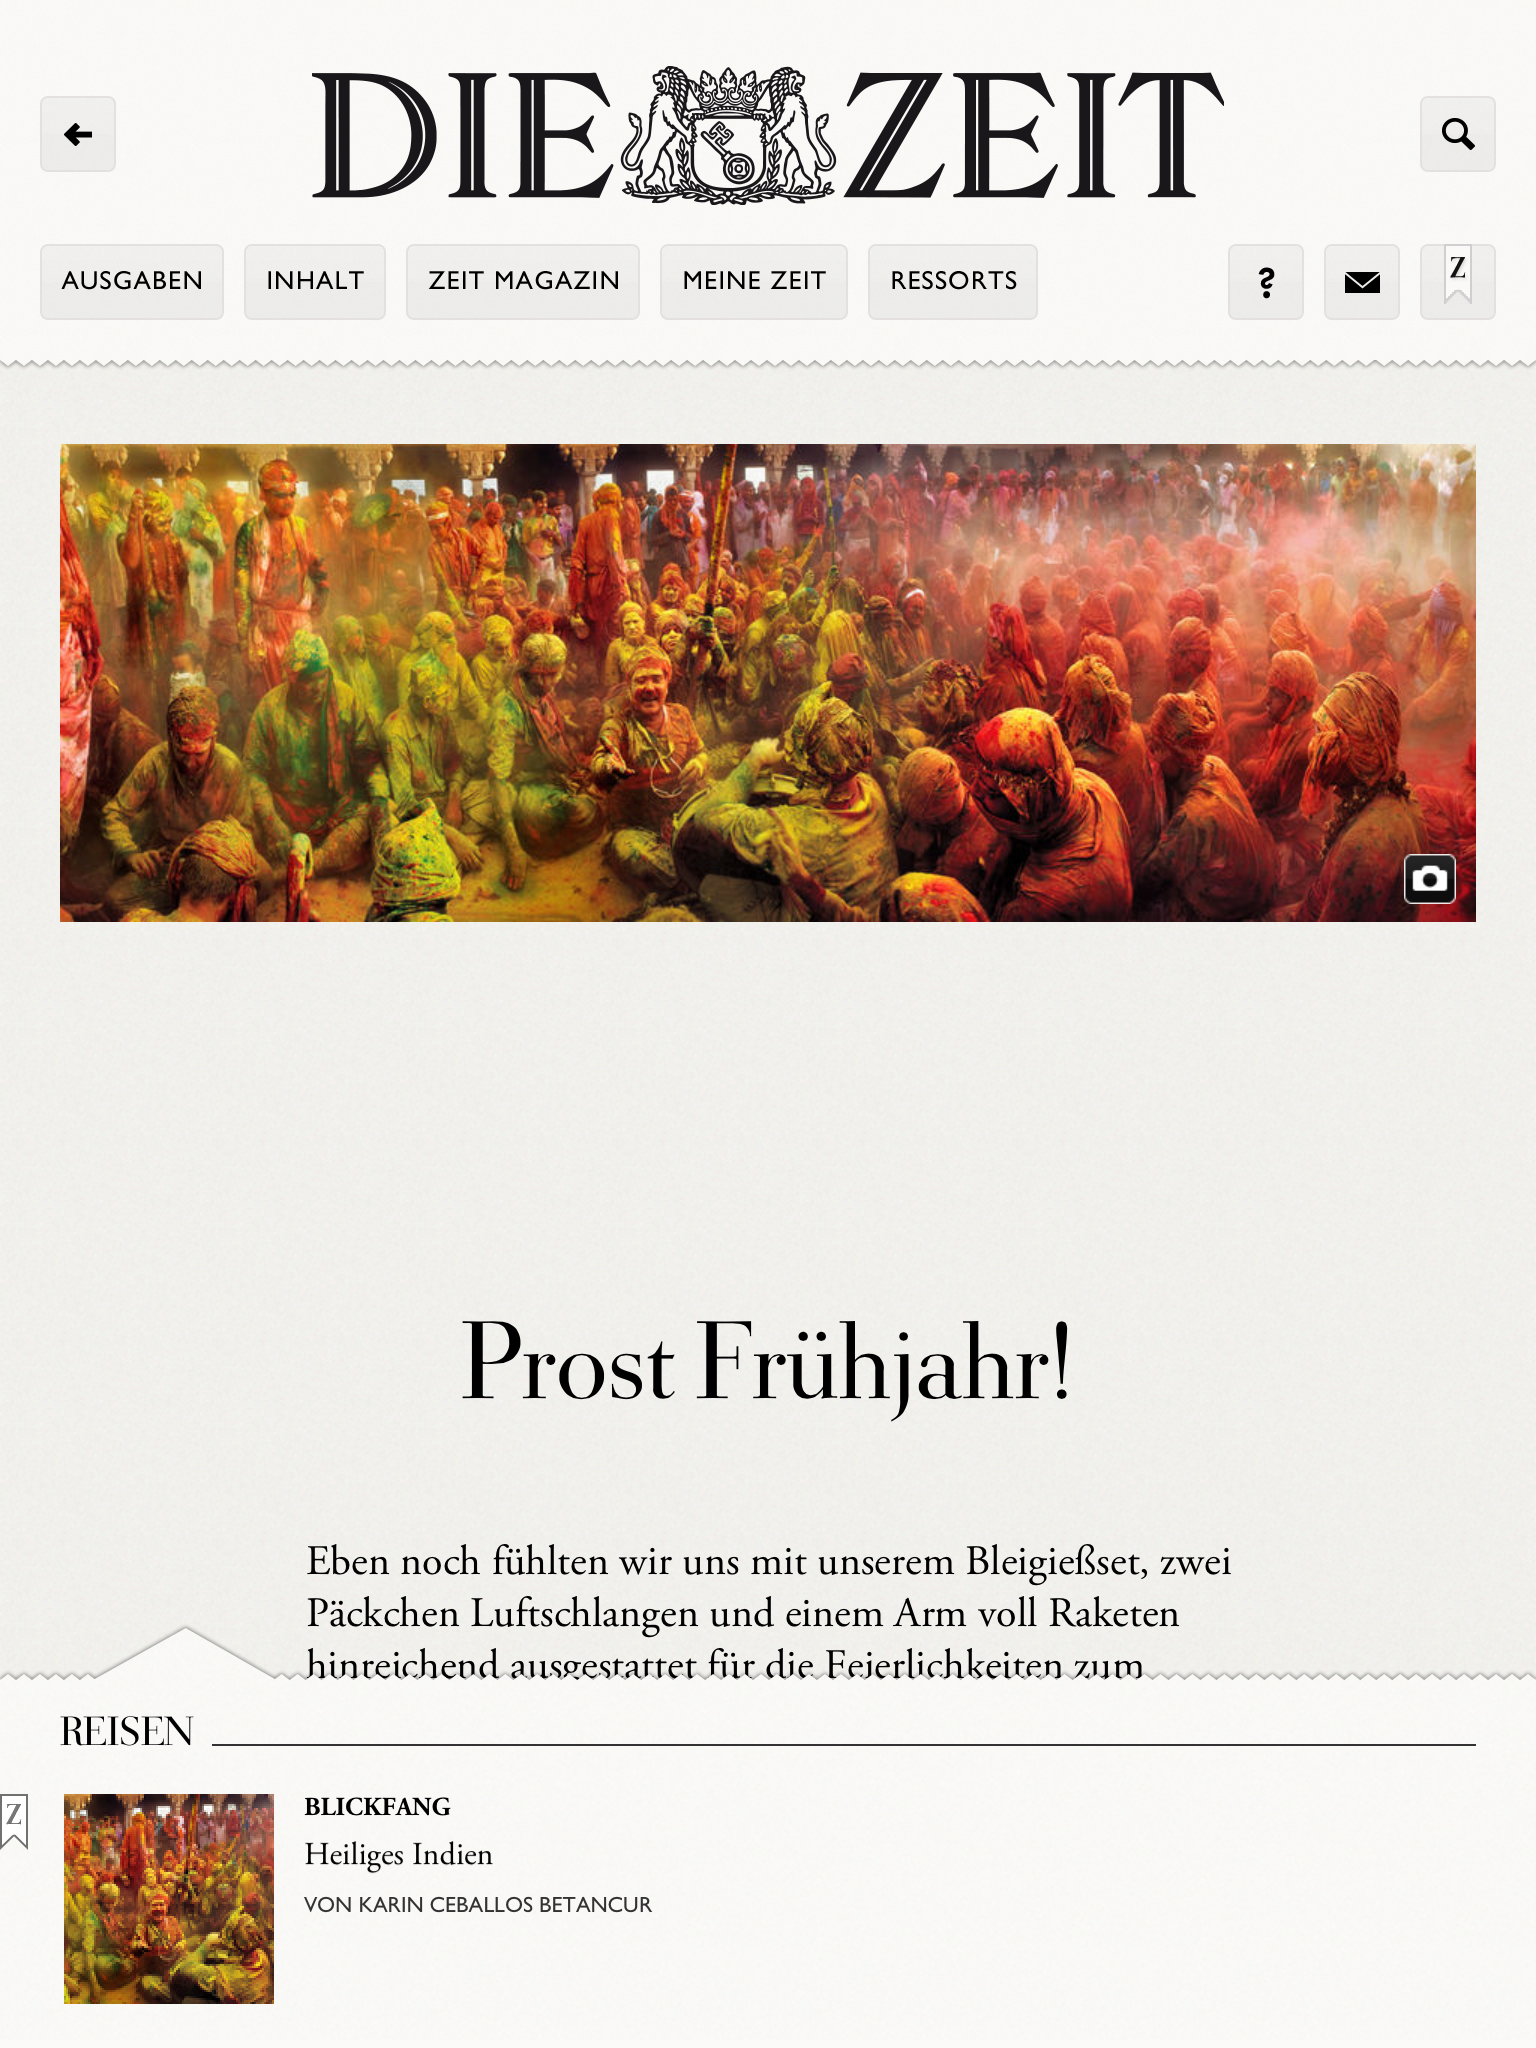 DIE ZEIT
AUSGABEN
INHALT
ZEIT MAGAZIN
MEINE ZEIT
RESSORTS
?
Z
Prost Frühjahr!
Eben noch fühlten wir uns mit unserem Bleigießset, zwei
Päckchen Luftschlangen und einem Arm voll Raketen
hinreichend ausgestattet für die Feierlichkeiten zum
REISEN
Z
BLICKFANG
Heiliges Indien
VON KARIN CEBALLOS BETANCUR